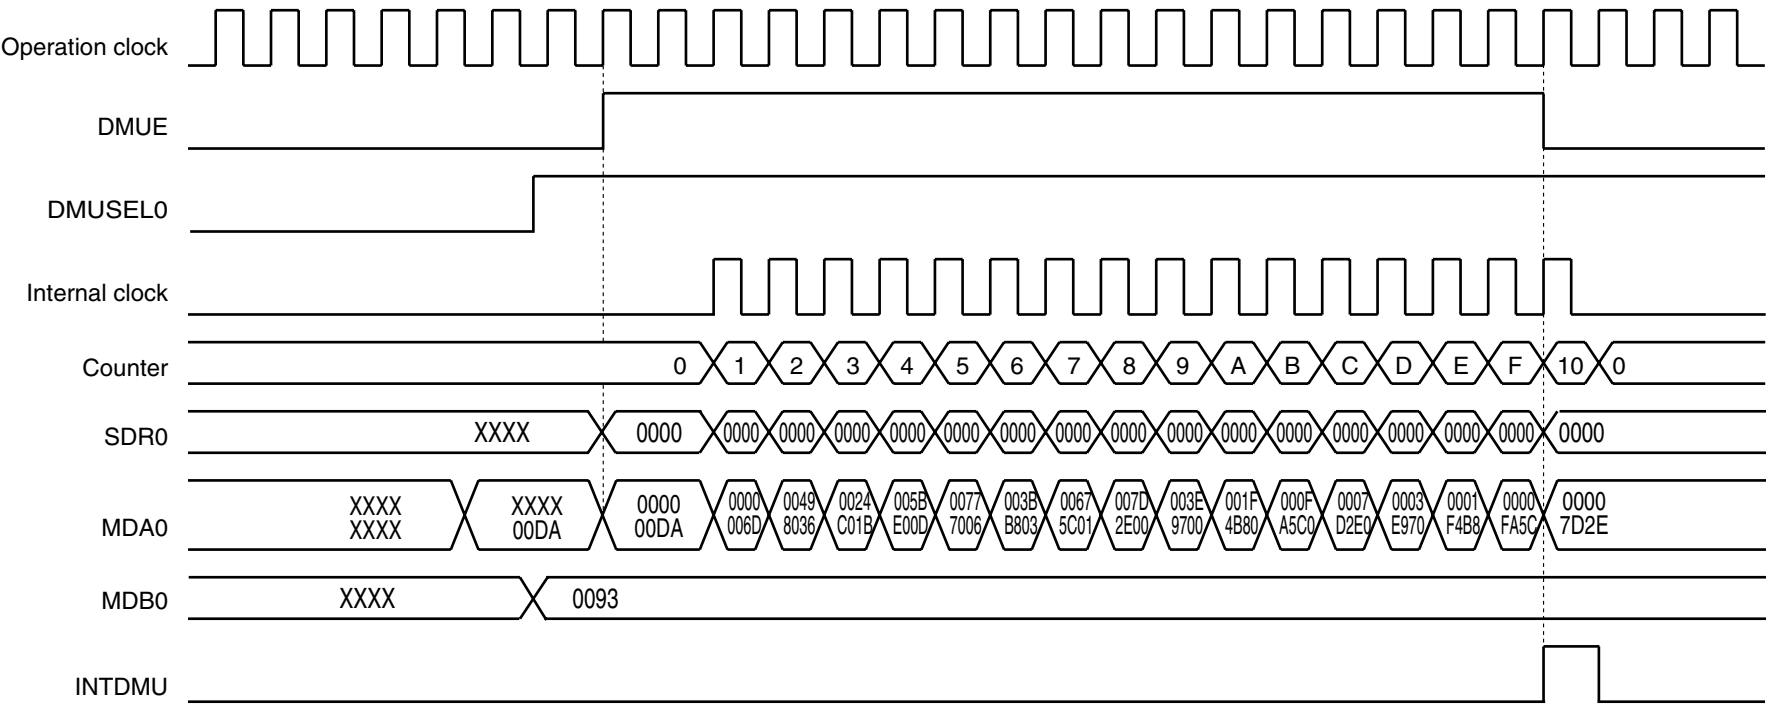 Operation clock
DMUE
DMUSEL0
Internal clock
Counter 0 1 2 3 4 5 6 7 8 9 A B C D E F 10 0
SDR0 XXXX 0000 0000 0000 0000 0000 0000 0000 0000 0000 0000 0000 0000 0000 0000 0000 0000 0000
XXXX XXXX 0000 0000 0049 0024 005B 0077 003B 0067 007D 003E 001F 000F 0007 0003 0001 0000 0000
MDA0 XXXX 00DA 00DA 006D 8036 C01B E00D 7006 B803 5C01 2E00 9700 4B80 A5C0 D2E0 E970 F4B8 FA5C 7D2E
MDB0 XXXX 0093
INTDMU